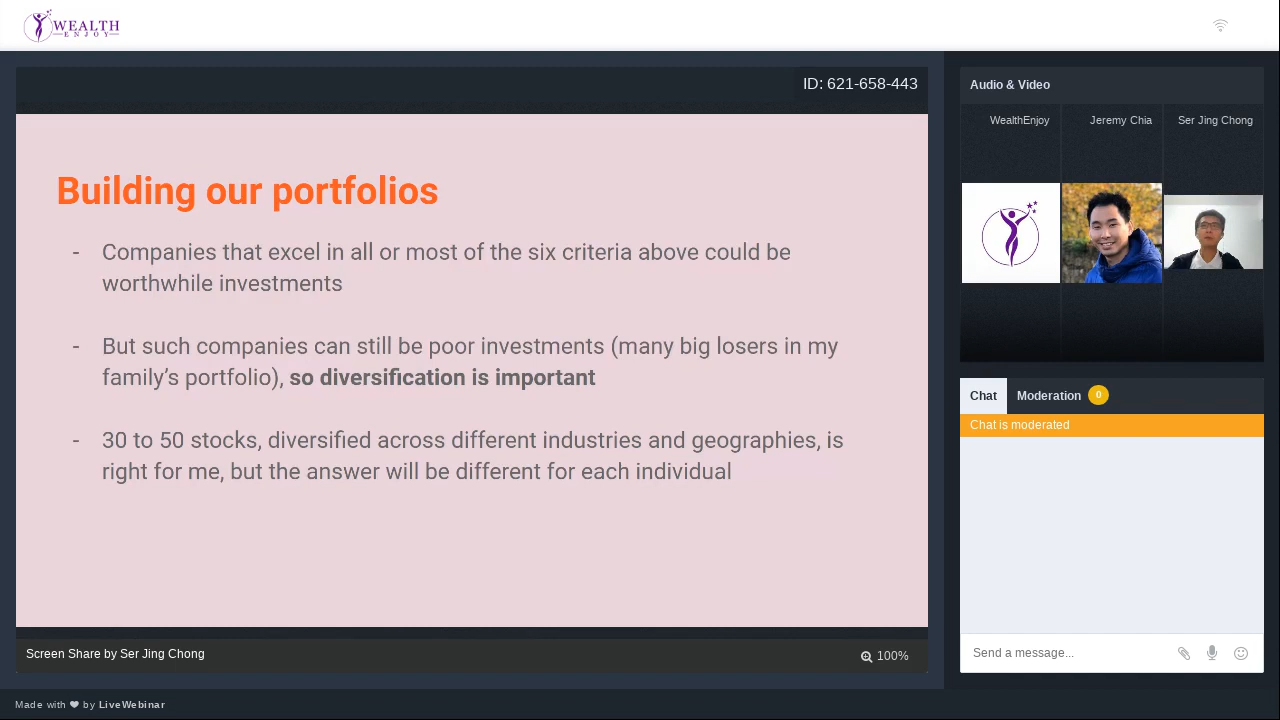 WEALTH
ENJOY
ID: 621-658-443
Building our portfolios
- Companies that excel in all or most of the six criteria above could be
worthwhile investments
- But such companies can still be poor investments (many big losers in my
family's portfolio), so diversification is important
- 30 to 50 stocks, diversified across different industries and geographies, is
right for me, but the answer will be different for each individual
Screen Share by Ser Jing Chong
100%
Audio & Video
WealthEnjoy
Jeremy Chia
Ser Jing Chong
Chat
Moderation 0
Chat is moderated
Send a message...
Made with ❤ by LiveWebinar